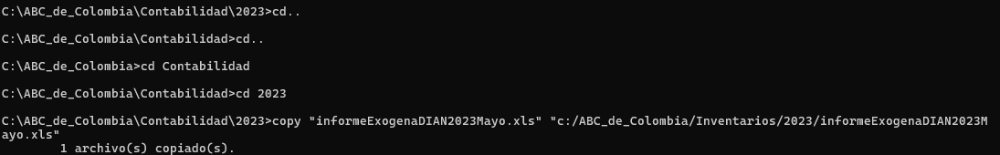 C:\ABC_de_Colombia\Contabilidad\2023>cd..
C:\ABC_de_Colombia\Contabilidad>cd..
C:\ABC_de_Colombia>cd Contabilidad
C:\ABC_de_Colombia\Contabilidad>cd 2023
C:\ABC_de_Colombia\Contabilidad\2023>copy "informeExogenaDIAN2023Mayo.xls" "c:/ABC_de_Colombia/Inventarios/2023/informeExogenaDIAN2023M
ayo.xls"
        1 archivo(s) copiado(s).